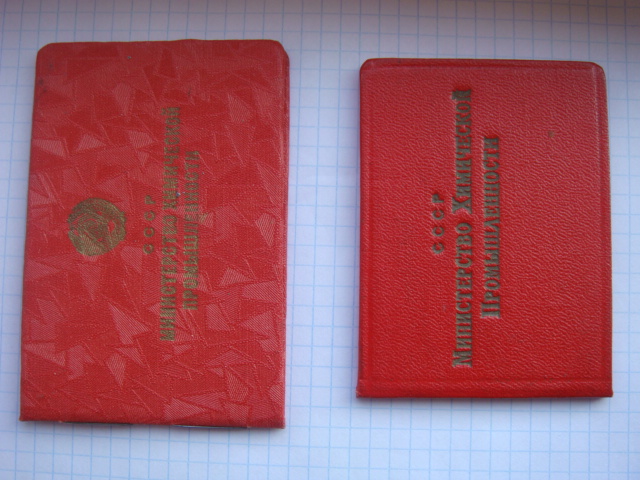 СССР
МИНИСТЕРСТВО ХИМИЧЕСКОЙ
ПРОМЫШЛЕННОСТИ
СССР
МИНИСТЕРСТВО ХИМИЧЕСКОЙ
ПРОМЫШЛЕННОСТИ